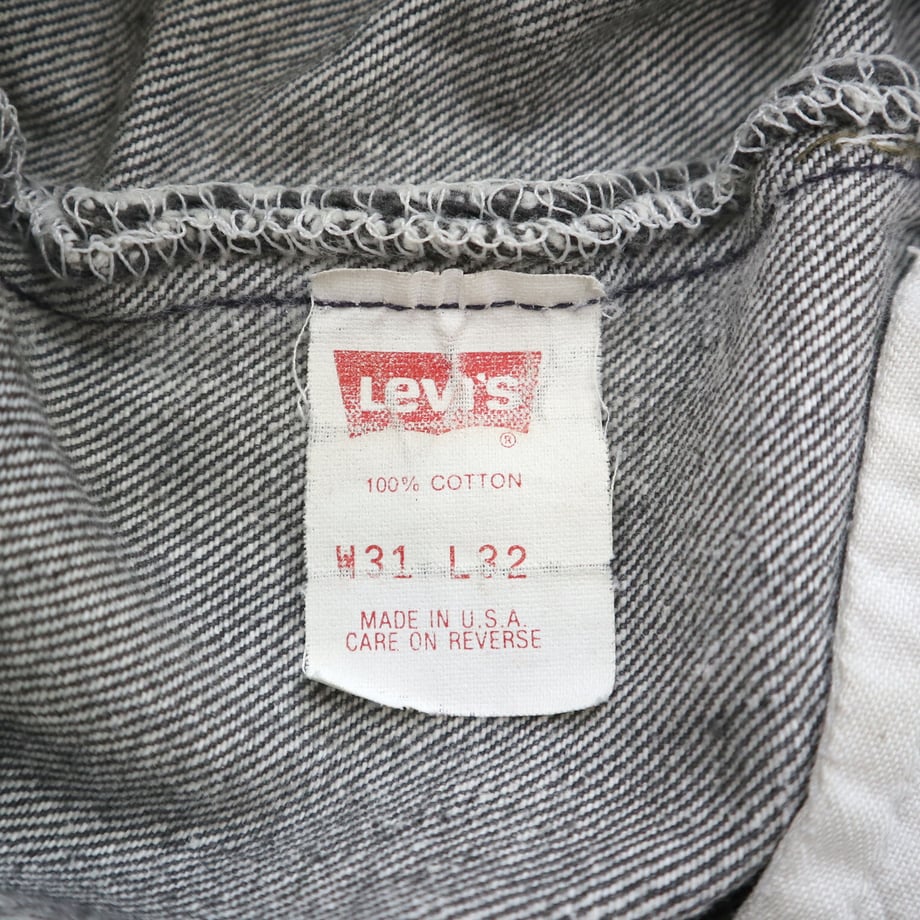 Levi's
®
100% COTTON
W31 L32
MADE IN U.S.A.
CARE ON REVERSE